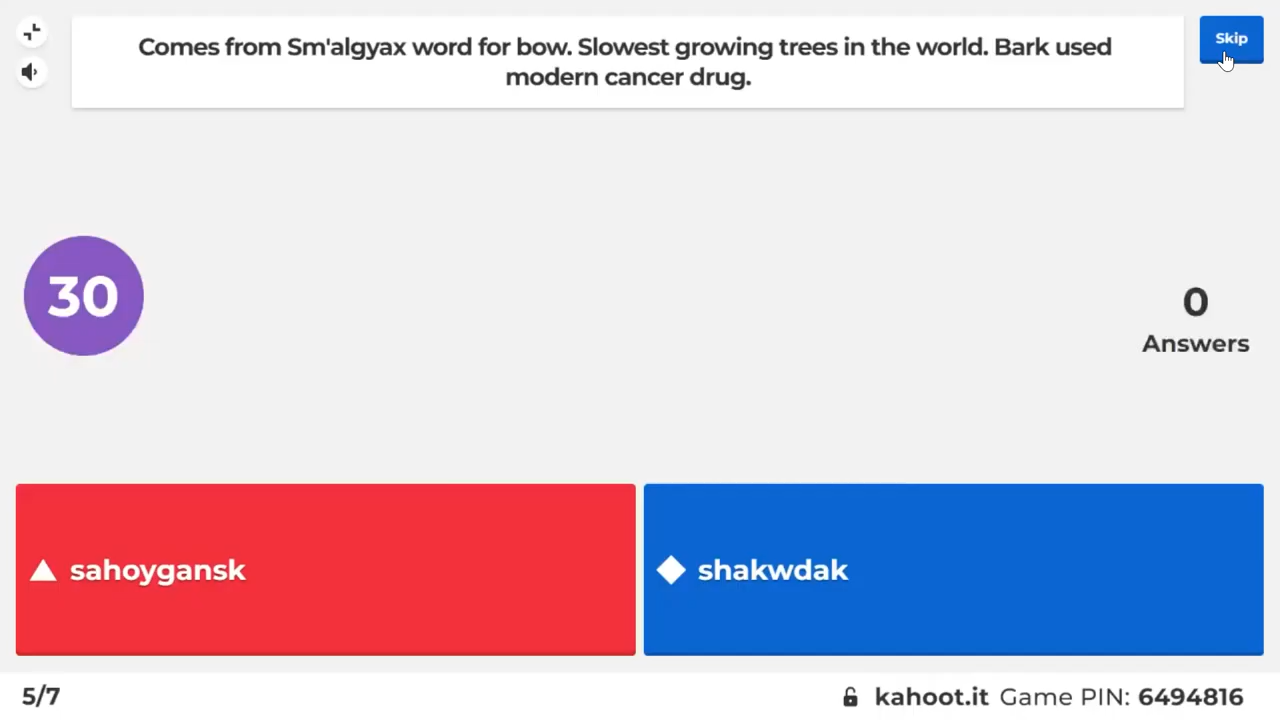 Comes from Sm'algyax word for bow. Slowest growing trees in the world. Bark used
modern cancer drug.
Skip
30
0
Answers
sahoygansk
shakwdak
5/7
kahoot.it Game PIN: 6494816